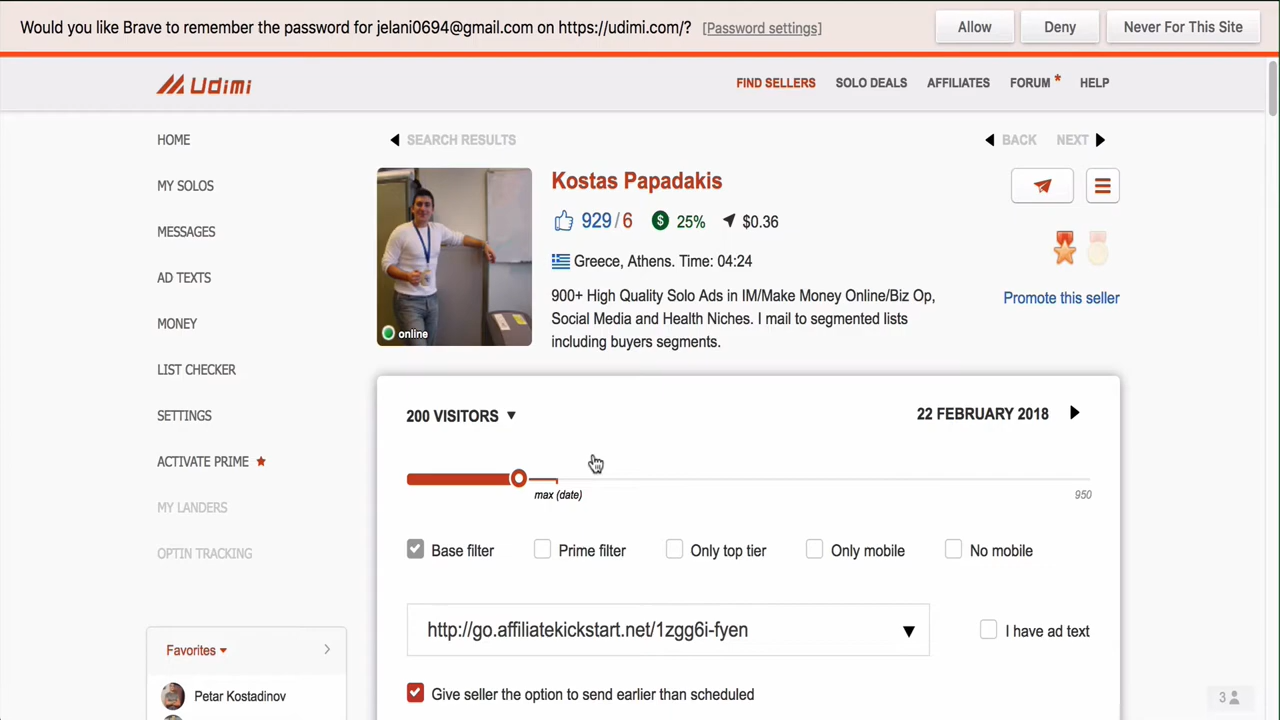 Would you like Brave to remember the password for jelani0694@gmail.com on https://udimi.com/? [Password settings] Allow Deny Never For This Site
Udimi FIND SELLERS SOLO DEALS AFFILIATES FORUM * HELP
HOME
MY SOLOS
MESSAGES
AD TEXTS
MONEY
LIST CHECKER
SETTINGS
ACTIVATE PRIME
MY LANDERS
OPTIN TRACKING
Favorites
Petar Kostadinov
SEARCH RESULTS BACK NEXT
online
Kostas Papadakis
929 / 6 $ 25% $0.36
Greece, Athens. Time: 04:24
900+ High Quality Solo Ads in IM/Make Money Online/Biz Op,
Social Media and Health Niches. I mail to segmented lists
including buyers segments.
Promote this seller
200 VISITORS 22 FEBRUARY 2018
max (date) 950
Base filter Prime filter Only top tier Only mobile No mobile
http://go.affiliatekickstart.net/1zgg6i-fyen I have ad text
Give seller the option to send earlier than scheduled
3